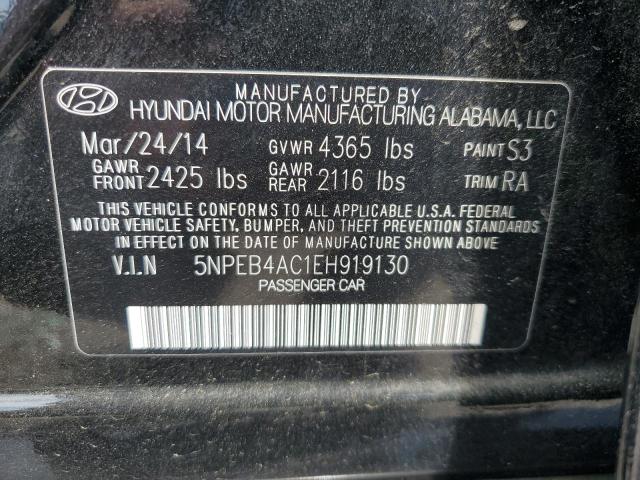 MANUFACTURED BY
HYUNDAI MOTOR MANUFACTURING ALABAMA, LLC
Mar/24/14 GVWR 4365 lbs PAINT S3
GAWR FRONT 2425 lbs GAWR REAR 2116 lbs TRIM RA
THIS VEHICLE CONFORMS TO ALL APPLICABLE U.S.A. FEDERAL
MOTOR VEHICLE SAFETY, BUMPER, AND THEFT PREVENTION STANDARDS
IN EFFECT ON THE DATE OF MANUFACTURE SHOWN ABOVE.
V.I.N 5NPEB4AC1EH919130
PASSENGER CAR